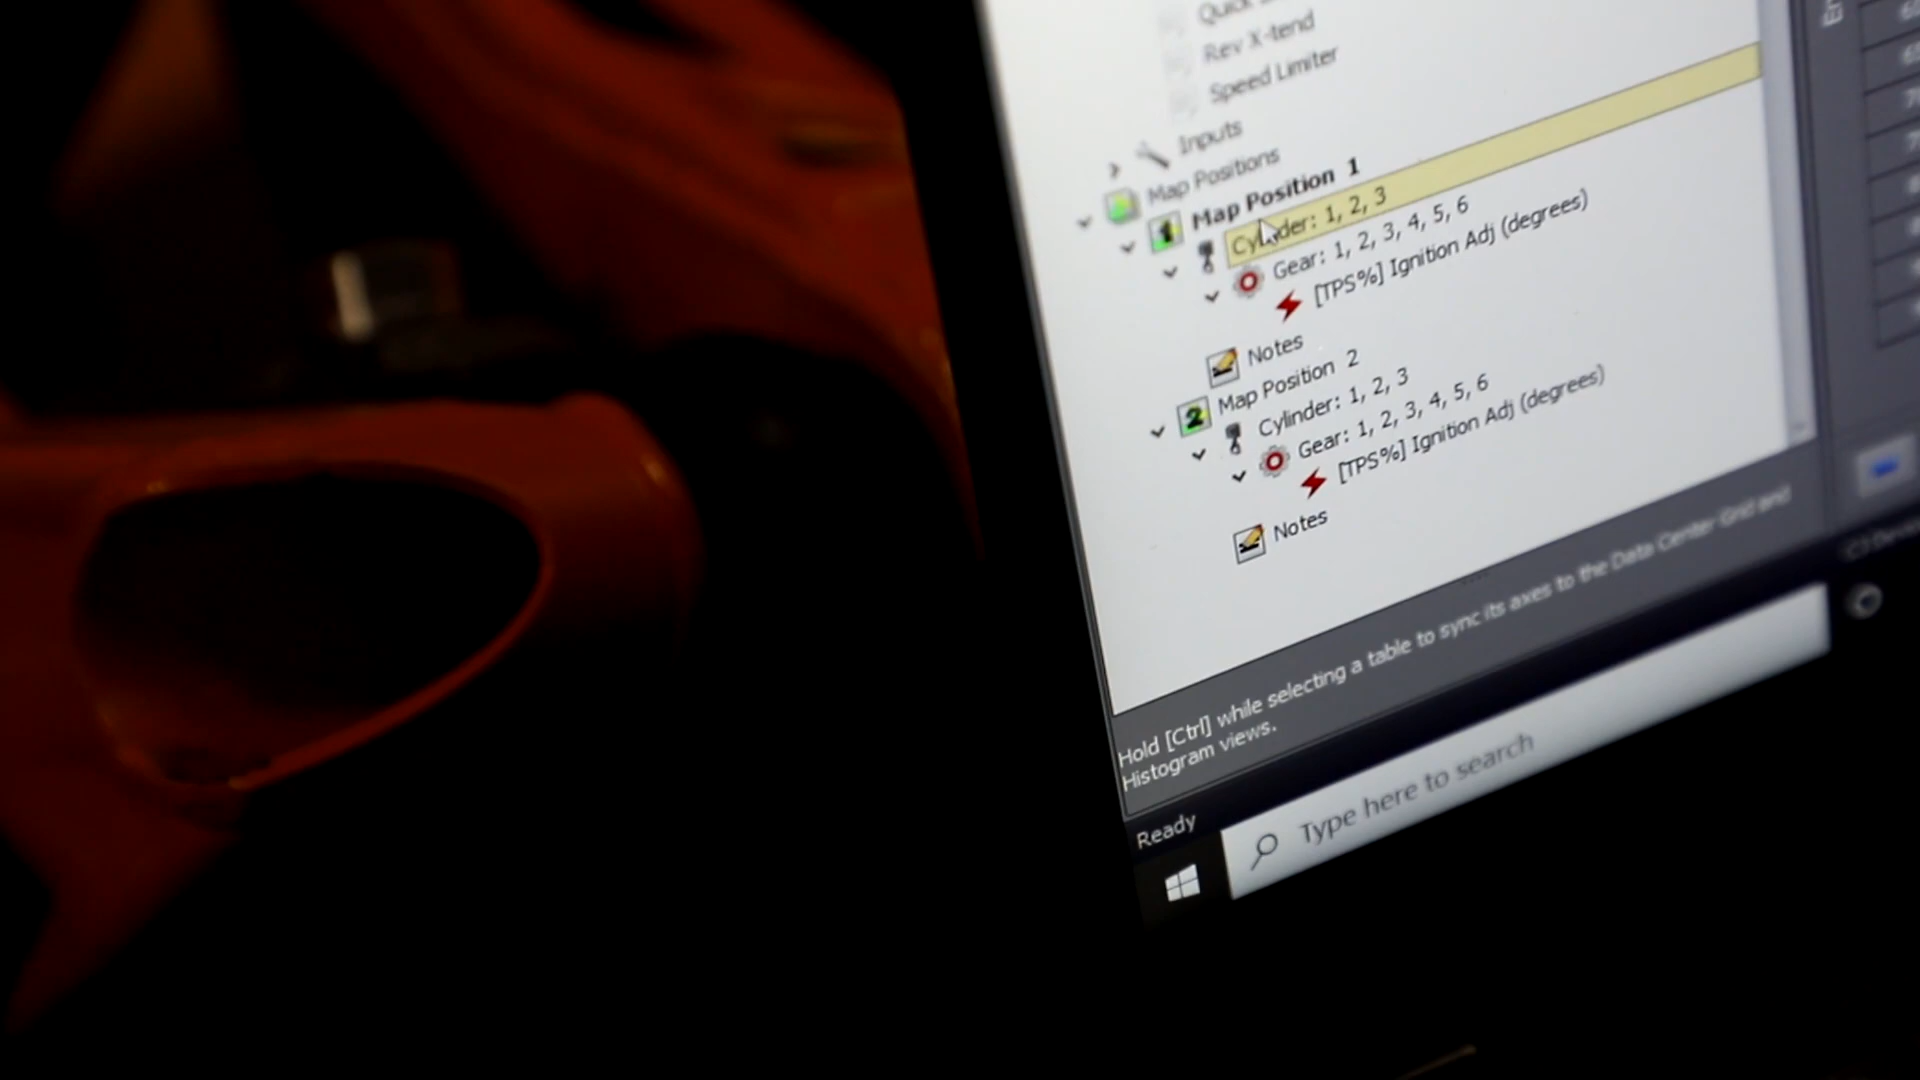 Quick
Rev X-tend
Speed Limiter
Inputs
Map Positions
1 Map Position 1
Cylinder: 1, 2, 3
Gear: 1, 2, 3, 4, 5, 6
[TPS%] Ignition Adj (degrees)
Notes
2 Map Position 2
Cylinder: 1, 2, 3
Gear: 1, 2, 3, 4, 5, 6
[TPS%] Ignition Adj (degrees)
Notes
Hold [Ctrl] while selecting a table to sync its axes to the Data Center Grid and
Histogram views.
Ready
Type here to search